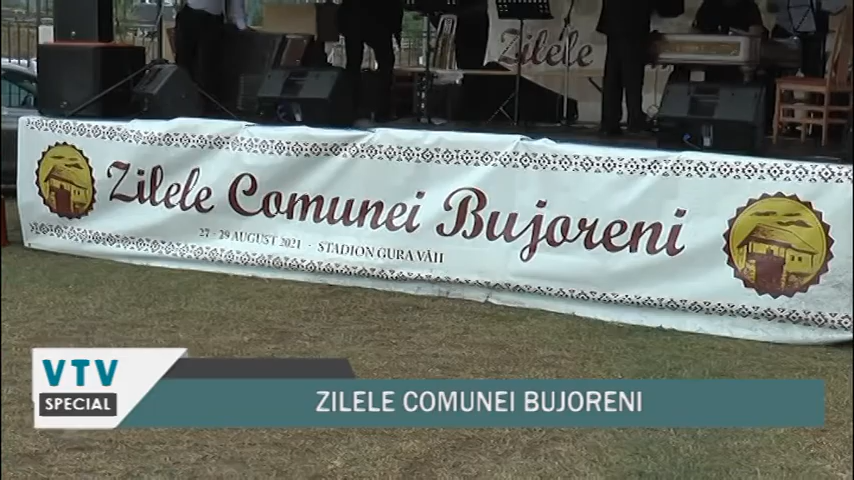 Zilele
Zilele Comunei Bujoreni
27 - 29 AUGUST 2021 - STADION GURA VĂII
VTV
SPECIAL
ZILELE COMUNEI BUJORENI